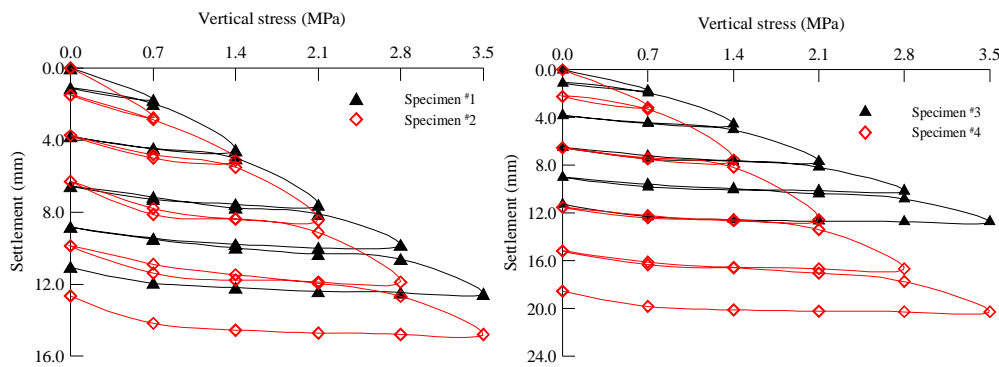 Vertical stress (MPa)
0.0 0.7 1.4 2.1 2.8 3.5
0.0
4.0
8.0
12.0
16.0
Settlement (mm)
Specimen #1
Specimen #2
Vertical stress (MPa)
0.0 0.7 1.4 2.1 2.8 3.5
0.0
4.0
8.0
12.0
16.0
20.0
24.0
Settlement (mm)
Specimen #3
Specimen #4